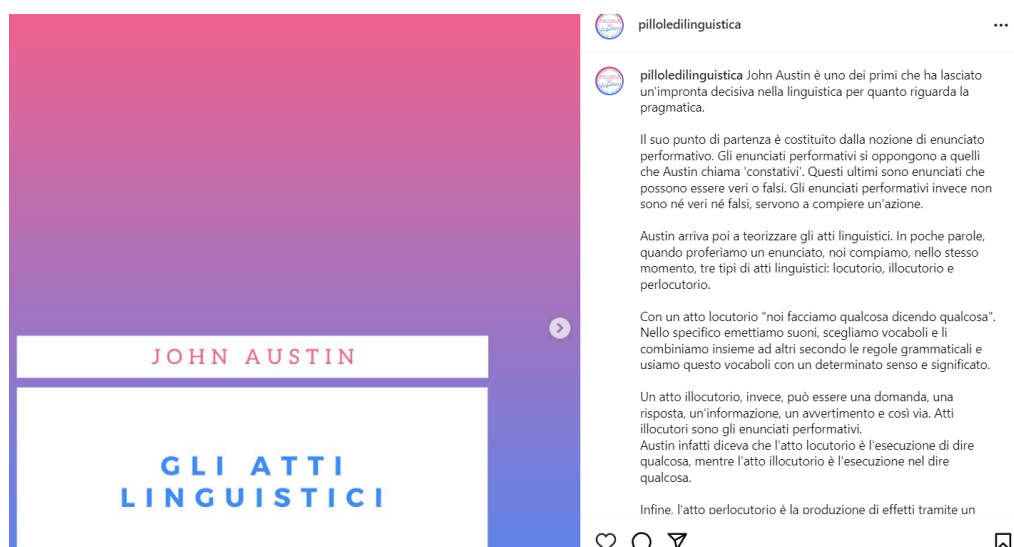 JOHN AUSTIN
GLI ATTI
LINGUISTICI
pilloledilinguistica
pilloledilinguistica John Austin è uno dei primi che ha lasciato
un'impronta decisiva nella linguistica per quanto riguarda la
pragmatica.
Il suo punto di partenza è costituito dalla nozione di enunciato
performativo. Gli enunciati performativi si oppongono a quelli
che Austin chiama 'constativi'. Questi ultimi sono enunciati che
possono essere veri o falsi. Gli enunciati performativi invece non
sono né veri né falsi, servono a compiere un'azione.
Austin arriva poi a teorizzare gli atti linguistici. In poche parole,
quando proferiamo un enunciato, noi compiamo, nello stesso
momento, tre tipi di atti linguistici: locutorio, illocutorio e
perlocutorio.
Con un atto locutorio "noi facciamo qualcosa dicendo qualcosa".
Nello specifico emettiamo suoni, scegliamo vocaboli e li
combiniamo insieme ad altri secondo le regole grammaticali e
usiamo questo vocaboli con un determinato senso e significato.
Un atto illocutorio, invece, può essere una domanda, una
risposta, un'informazione, un avvertimento e così via. Atti
illocutori sono gli enunciati performativi.
Austin infatti diceva che l'atto locutorio è l'esecuzione di dire
qualcosa, mentre l'atto illocutorio è l'esecuzione nel dire
qualcosa.
Infine, l'atto perlocutorio è la produzione di effetti tramite un